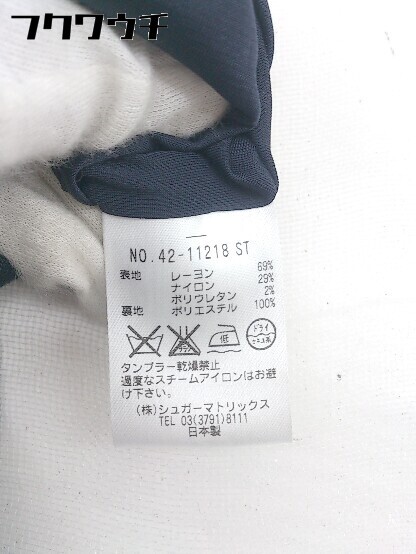 フクワウチ
NO.42-11218 ST
表地 レーヨン 69%
ナイロン 29%
ポリウレタン 2%
裏地 ポリエステル 100%
低 ドライ セキユ系
タンブラー乾燥禁止
過度なスチームアイロンはお避
け下さい。
(株)シュガーマトリックス
TEL 03(3791)8111
日本製